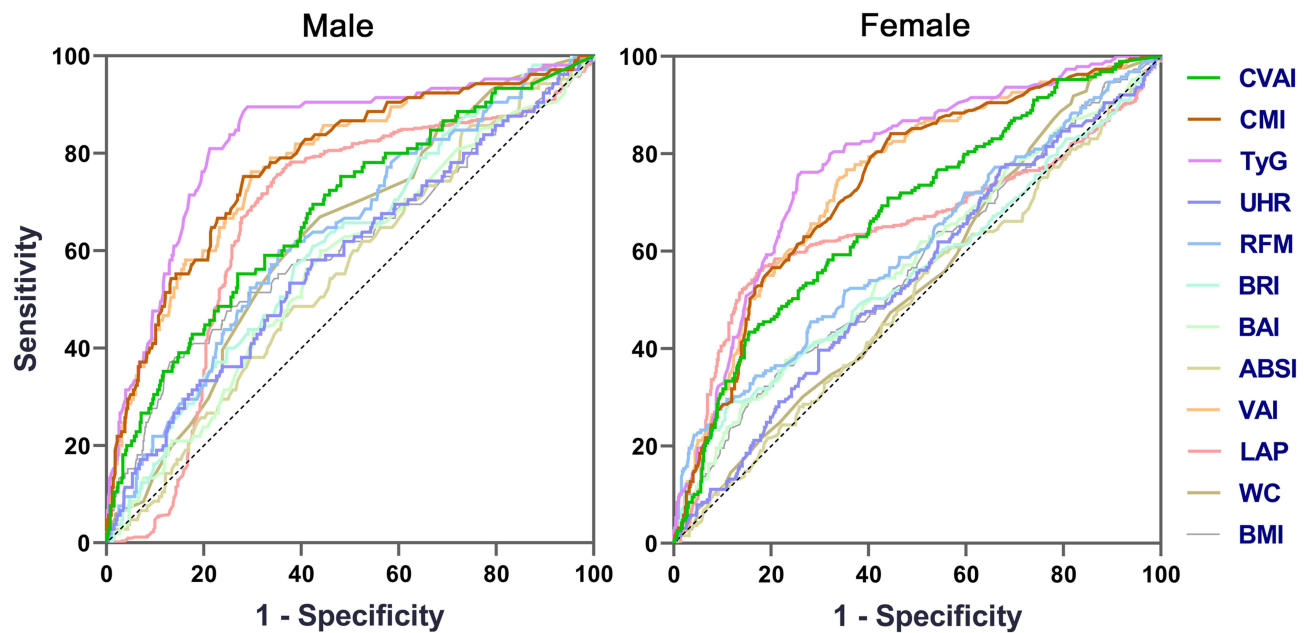 Male
Female
Sensitivity
100
80
60
40
20
0
0 20 40 60 80 100
1 - Specificity
100
80
60
40
20
0
0 20 40 60 80 100
1 - Specificity
CVAI
CMI
TyG
UHR
RFM
BRI
BAI
ABSI
VAI
LAP
WC
BMI